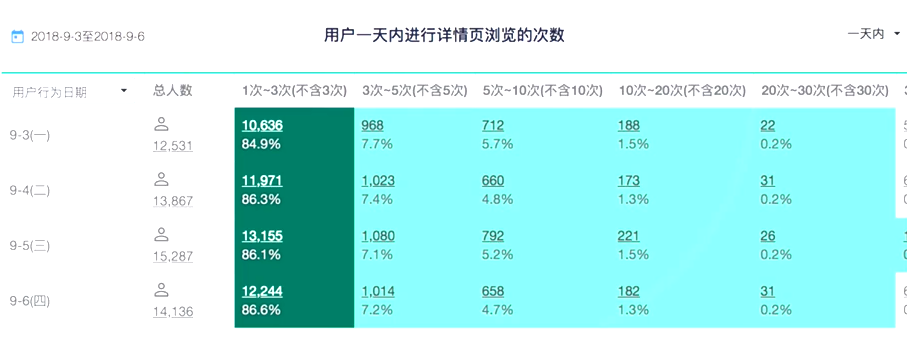 2018-9-3至2018-9-6
用户一天内进行详情页浏览的次数
一天内
用户行为日期 总人数 1次~3次(不含3次) 3次~5次(不含5次) 5次~10次(不含10次) 10次~20次(不含20次) 20次~30次(不含30次)
9-3(一) 12,531 10,636 968 712 188 22
84.9% 7.7% 5.7% 1.5% 0.2%
9-4(二) 13,867 11,971 1,023 660 173 31
86.3% 7.4% 4.8% 1.3% 0.2%
9-5(三) 15,287 13,155 1,080 792 221 26
86.1% 7.1% 5.2% 1.5% 0.2%
9-6(四) 14,136 12,244 1,014 658 182 31
86.6% 7.2% 4.7% 1.3% 0.2%